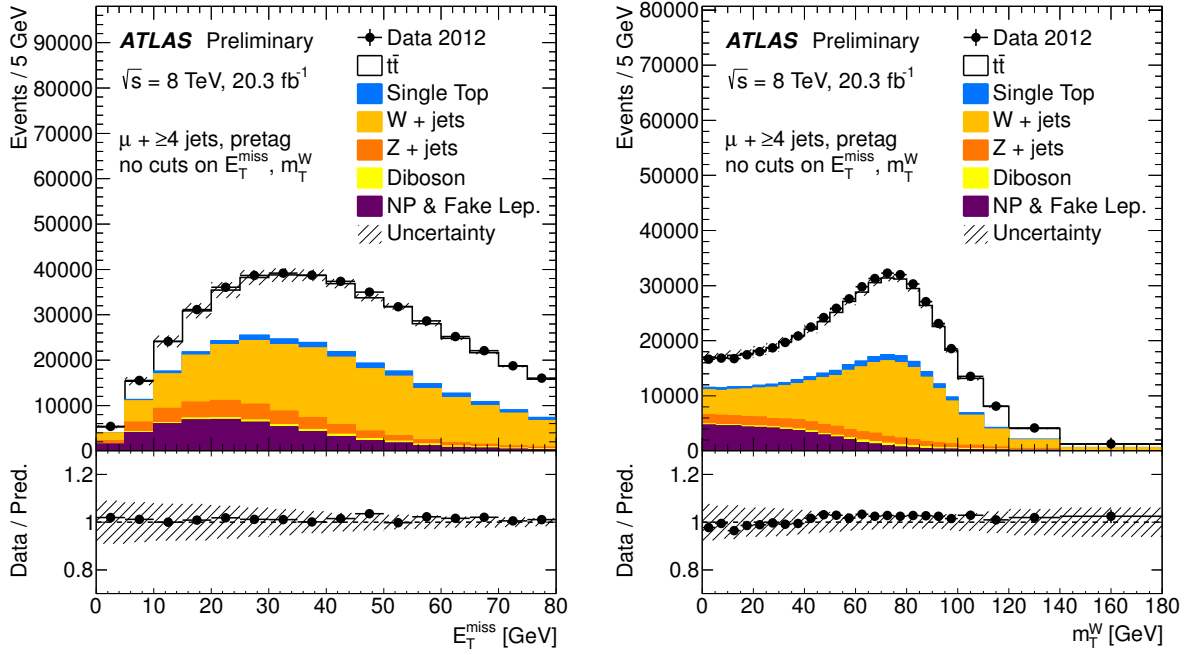 ATLAS Preliminary
√s = 8 TeV, 20.3 fb⁻¹
μ + ≥4 jets, pretag
no cuts on E_T^miss, m_T^W
Data 2012
tt̄
Single Top
W + jets
Z + jets
Diboson
NP & Fake Lep.
Uncertainty
Events / 5 GeV
90000
80000
70000
60000
50000
40000
30000
20000
10000
0
Data / Pred.
1.2
1
0.8
0 10 20 30 40 50 60 70 80
E_T^miss [GeV]
ATLAS Preliminary
√s = 8 TeV, 20.3 fb⁻¹
μ + ≥4 jets, pretag
no cuts on E_T^miss, m_T^W
Data 2012
tt̄
Single Top
W + jets
Z + jets
Diboson
NP & Fake Lep.
Uncertainty
Events / 5 GeV
80000
70000
60000
50000
40000
30000
20000
10000
0
Data / Pred.
1.2
1
0.8
0 20 40 60 80 100 120 140 160 180
m_T^W [GeV]